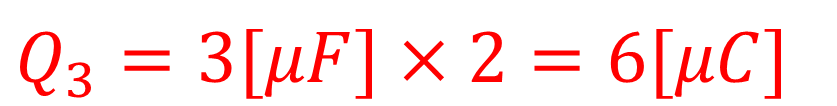 Q₃ = 3[μF] × 2 = 6[μC]